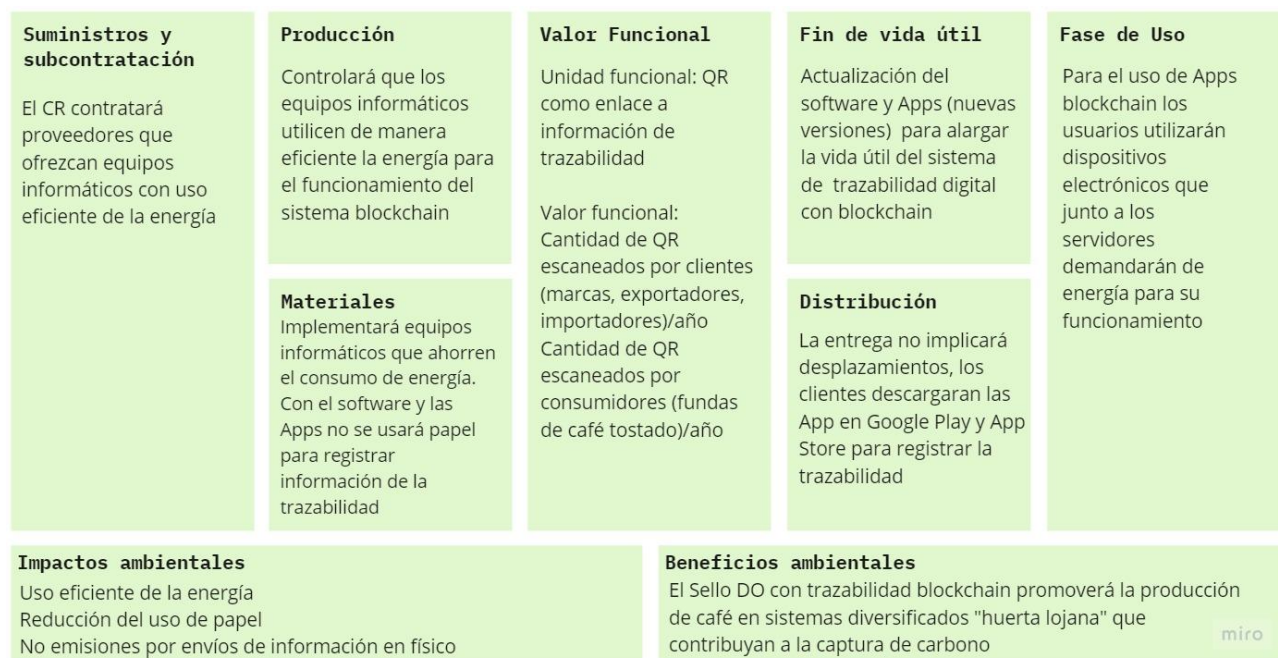 Suministros y
subcontratación
El CR contratará
proveedores que
ofrezcan equipos
informáticos con uso
eficiente de la energía
Producción
Controlará que los
equipos informáticos
utilicen de manera
eficiente la energía para
el funcionamiento del
sistema blockchain
Materiales
Implementará equipos
informáticos que ahorren
el consumo de energía.
Con el software y las
Apps no se usará papel
para registrar
información de la
trazabilidad
Valor Funcional
Unidad funcional: QR
como enlace a
información de
trazabilidad
Valor funcional:
Cantidad de QR
escaneados por clientes
(marcas, exportadores,
importadores)/año
Cantidad de QR
escaneados por
consumidores (fundas
de café tostado)/año
Fin de vida útil
Actualización del
software y Apps (nuevas
versiones) para alargar
la vida útil del sistema
de trazabilidad digital
con blockchain
Distribución
La entrega no implicará
desplazamientos, los
clientes descargaran las
App en Google Play y App
Store para registrar la
trazabilidad
Fase de Uso
Para el uso de Apps
blockchain los
usuarios utilizarán
dispositivos
electrónicos que
junto a los
servidores
demandarán de
energía para su
funcionamiento
Impactos ambientales
Uso eficiente de la energía
Reducción del uso de papel
No emisiones por envíos de información en físico
Beneficios ambientales
El Sello DO con trazabilidad blockchain promoverá la producción
de café en sistemas diversificados "huerta lojana" que
contribuyan a la captura de carbono
miro